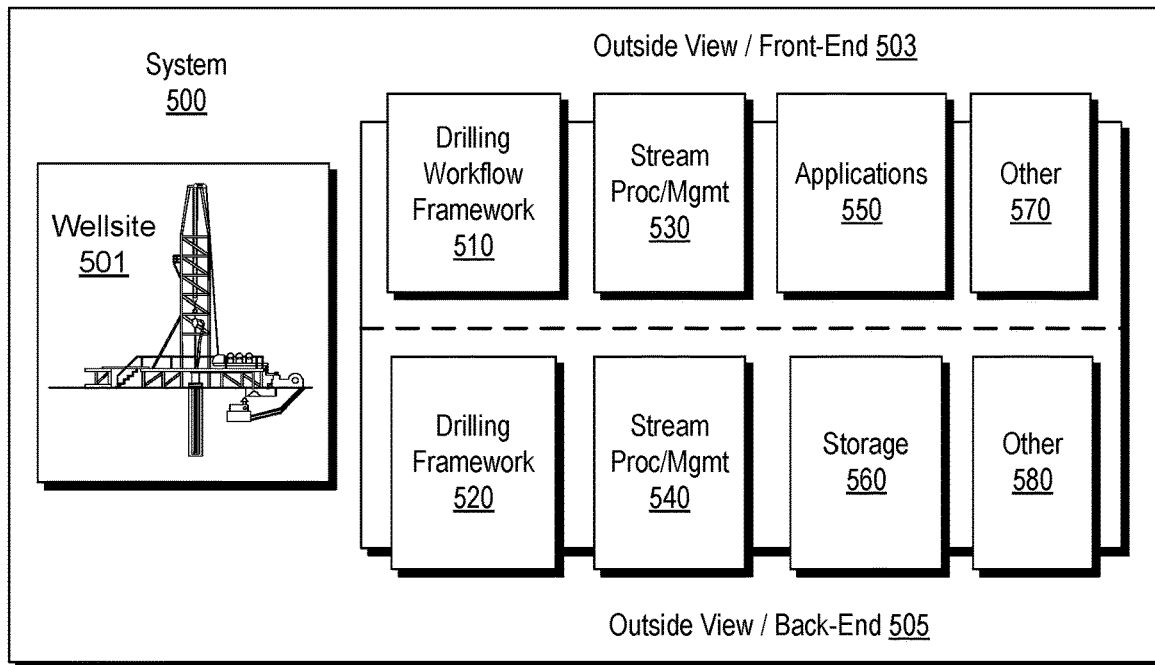 System
500
Wellsite
501
Outside View / Front-End 503
Drilling
Workflow
Framework
510
Stream
Proc/Mgmt
530
Applications
550
Other
570
Drilling
Framework
520
Stream
Proc/Mgmt
540
Storage
560
Other
580
Outside View / Back-End 505